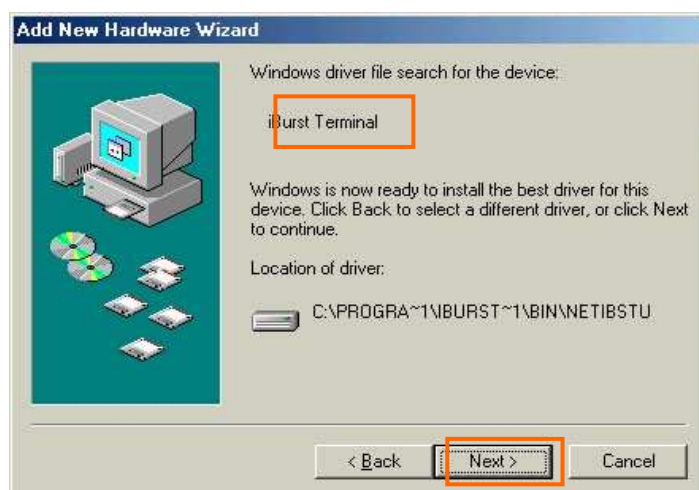 Add New Hardware Wizard
Windows driver file search for the device:
iBurst Terminal
Windows is now ready to install the best driver for this
device. Click Back to select a different driver, or click Next
to continue.
Location of driver:
C:\PROGRA~1\IBURST~1\BIN\NETIBSTU
< Back
Next >
Cancel